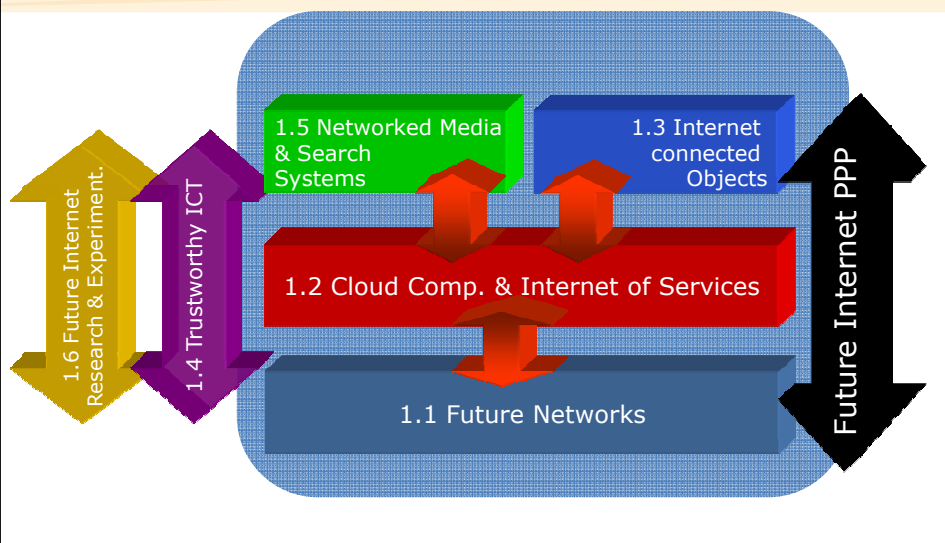 1.5 Networked Media
& Search
Systems
1.3 Internet
connected
Objects
1.2 Cloud Comp. & Internet of Services
1.1 Future Networks
1.6 Future Internet
Research & Experiment.
1.4 Trustworthy ICT
Future Internet PPP